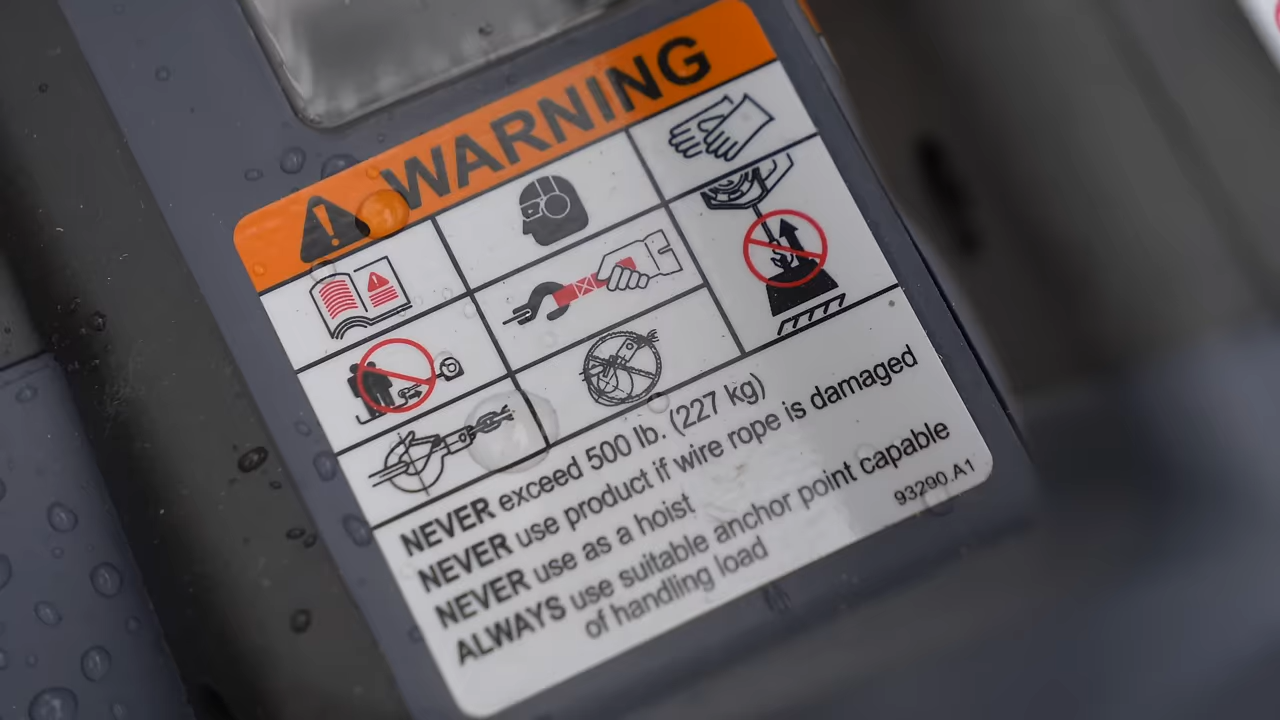 WARNING
NEVER exceed 500 lb. (227 kg)
NEVER use product if wire rope is damaged
NEVER use as a hoist
ALWAYS use suitable anchor point capable
of handling load
93290.A1